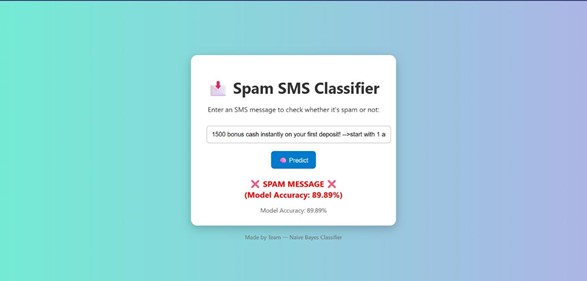 Spam SMS Classifier
Enter an SMS message to check whether it's spam or not:
1500 bonus cash instantly on your first deposit! -->start with 1 a
Predict
SPAM MESSAGE
(Model Accuracy: 89.89%)
Model Accuracy: 89.89%
Made by Team — Naive Bayes Classifier